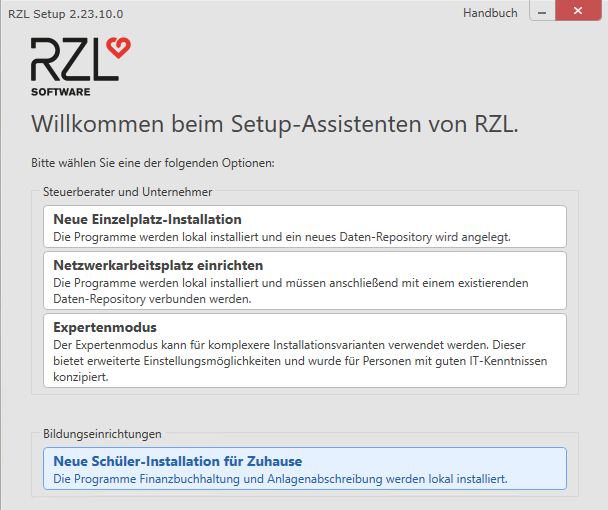 RZL Setup 2.23.10.0
Handbuch
RZL
SOFTWARE
Willkommen beim Setup-Assistenten von RZL.
Bitte wählen Sie eine der folgenden Optionen:
Steuerberater und Unternehmer
Neue Einzelplatz-Installation
Die Programme werden lokal installiert und ein neues Daten-Repository wird angelegt.
Netzwerkarbeitsplatz einrichten
Die Programme werden lokal installiert und müssen anschließend mit einem existierenden
Daten-Repository verbunden werden.
Expertenmodus
Der Expertenmodus kann für komplexere Installationsvarianten verwendet werden. Dieser
bietet erweiterte Einstellungsmöglichkeiten und wurde für Personen mit guten IT-Kenntnissen
konzipiert.
Bildungseinrichtungen
Neue Schüler-Installation für Zuhause
Die Programme Finanzbuchhaltung und Anlagenabschreibung werden lokal installiert.